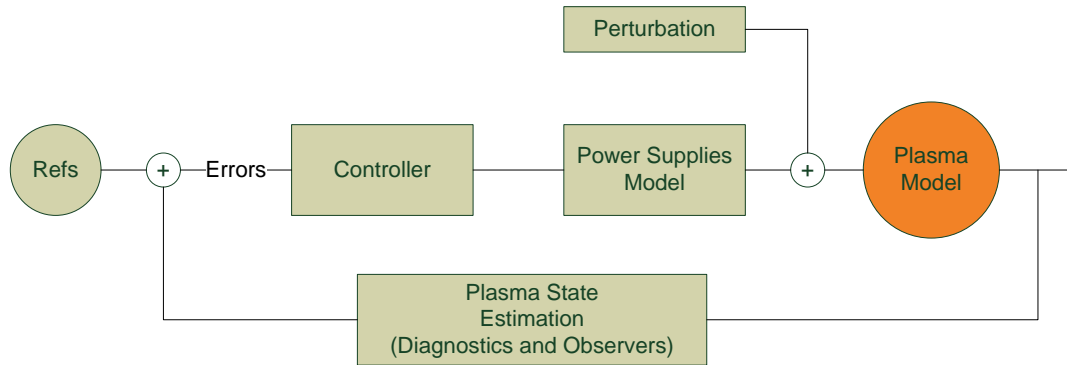 Perturbation
Refs
+
Errors
Controller
Power Supplies
Model
+
Plasma
Model
Plasma State
Estimation
(Diagnostics and Observers)